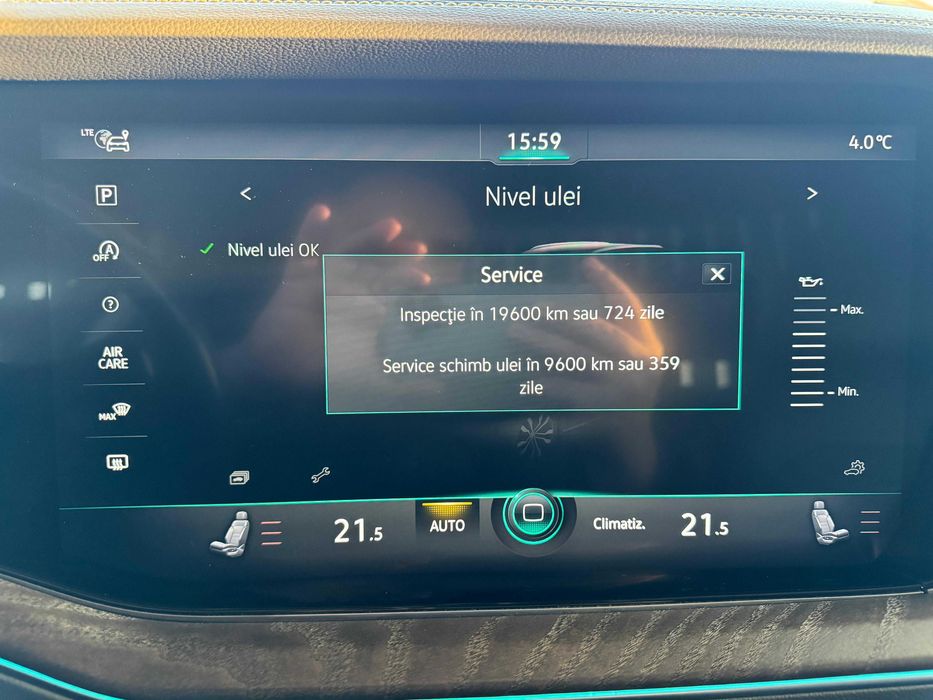 LTE
15:59
4.0°C
P
< Nivel ulei >
A
OFF
✓ Nivel ulei OK
Service
Inspecţie în 19600 km sau 724 zile
Service schimb ulei în 9600 km sau 359
zile
?
AIR
CARE
MAX
Max.
Min.
21.5
AUTO
Climatiz.
21.5